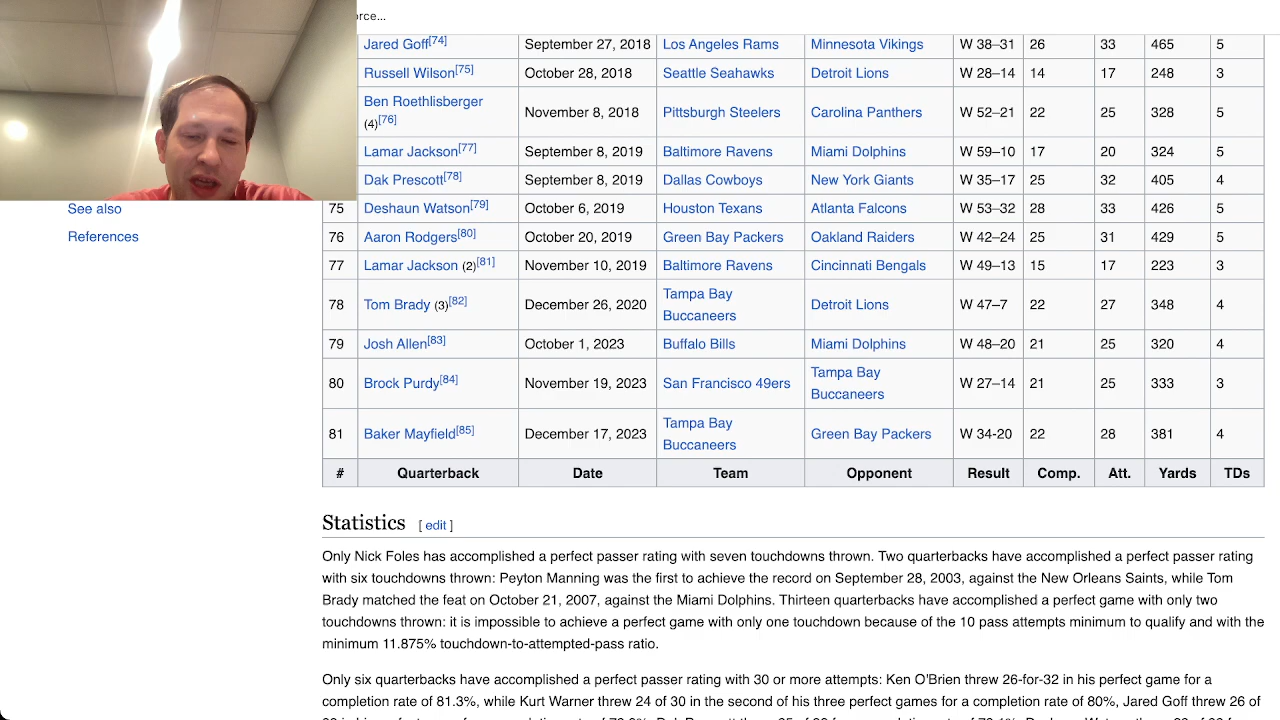 orce...
Jared Goff[74] September 27, 2018 Los Angeles Rams Minnesota Vikings W 38–31 26 33 465 5
Russell Wilson[75] October 28, 2018 Seattle Seahawks Detroit Lions W 28–14 14 17 248 3
Ben Roethlisberger
(4)[76] November 8, 2018 Pittsburgh Steelers Carolina Panthers W 52–21 22 25 328 5
Lamar Jackson[77] September 8, 2019 Baltimore Ravens Miami Dolphins W 59–10 17 20 324 5
Dak Prescott[78] September 8, 2019 Dallas Cowboys New York Giants W 35–17 25 32 405 4
See also
References
75 Deshaun Watson[79] October 6, 2019 Houston Texans Atlanta Falcons W 53–32 28 33 426 5
76 Aaron Rodgers[80] October 20, 2019 Green Bay Packers Oakland Raiders W 42–24 25 31 429 5
77 Lamar Jackson (2)[81] November 10, 2019 Baltimore Ravens Cincinnati Bengals W 49–13 15 17 223 3
78 Tom Brady (3)[82] December 26, 2020 Tampa Bay
Buccaneers Detroit Lions W 47–7 22 27 348 4
79 Josh Allen[83] October 1, 2023 Buffalo Bills Miami Dolphins W 48–20 21 25 320 4
80 Brock Purdy[84] November 19, 2023 San Francisco 49ers Tampa Bay
Buccaneers W 27–14 21 25 333 3
81 Baker Mayfield[85] December 17, 2023 Tampa Bay
Buccaneers Green Bay Packers W 34-20 22 28 381 4
# Quarterback Date Team Opponent Result Comp. Att. Yards TDs
Statistics [ edit ]
Only Nick Foles has accomplished a perfect passer rating with seven touchdowns thrown. Two quarterbacks have accomplished a perfect passer rating
with six touchdowns thrown: Peyton Manning was the first to achieve the record on September 28, 2003, against the New Orleans Saints, while Tom
Brady matched the feat on October 21, 2007, against the Miami Dolphins. Thirteen quarterbacks have accomplished a perfect game with only two
touchdowns thrown: it is impossible to achieve a perfect game with only one touchdown because of the 10 pass attempts minimum to qualify and with the
minimum 11.875% touchdown-to-attempted-pass ratio.
Only six quarterbacks have accomplished a perfect passer rating with 30 or more attempts: Ken O'Brien threw 26-for-32 in his perfect game for a
completion rate of 81.3%, while Kurt Warner threw 24 of 30 in the second of his three perfect games for a completion rate of 80%, Jared Goff threw 26 of